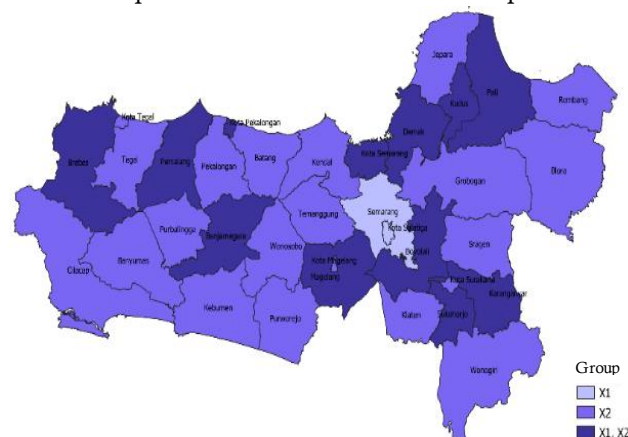 Jepara
Kudus
Pati
Rembang
Kota Tegal
Kota Pekalongan
Demak
Brebes
Tegal
Pemalang
Pekalongan
Batang
Kendal
Kota Semarang
Grobogan
Blora
Semarang
Temanggung
Kota Salatiga
Purbalingga
Banjarnegara
Wonosobo
Boyolali
Sragen
Cilacap
Banyumas
Kota Magelang
Magelang
Kota Surakarta
Karanganyar
Kebumen
Purworejo
Klaten
Sukoharjo
Wonogiri
Group
X1
X2
X1, X2